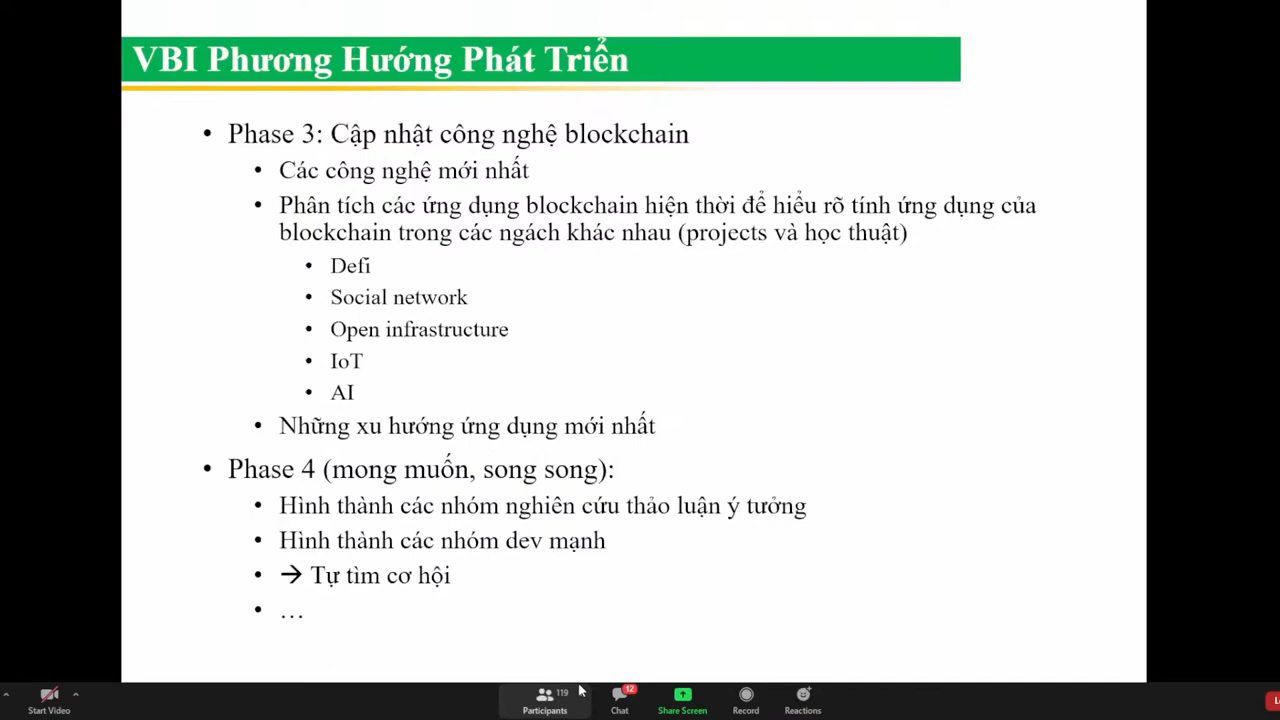 VBI Phương Hướng Phát Triển
• Phase 3: Cập nhật công nghệ blockchain
• Các công nghệ mới nhất
• Phân tích các ứng dụng blockchain hiện thời để hiểu rõ tính ứng dụng của
blockchain trong các ngách khác nhau (projects và học thuật)
• Defi
• Social network
• Open infrastructure
• IoT
• AI
• Những xu hướng ứng dụng mới nhất
• Phase 4 (mong muốn, song song):
• Hình thành các nhóm nghiên cứu thảo luận ý tưởng
• Hình thành các nhóm dev mạnh
• → Tự tìm cơ hội
• …
119 12
Start Video Participants Chat Share Screen Record Reactions